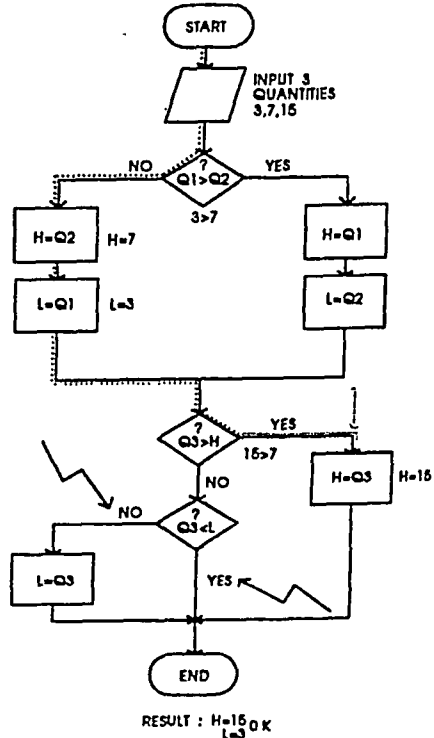 START
INPUT 3
QUANTITIES
3,7,15
?
NO
Q1>Q2
YES
3>7
H=Q2
H=7
H=Q1
L=Q1
L=3
L=Q2
?
Q3>H
YES
15>7
NO
H=Q3
H=15
?
NO
Q3<L
L=Q3
YES
END
RESULT : H=15 OK
L=3